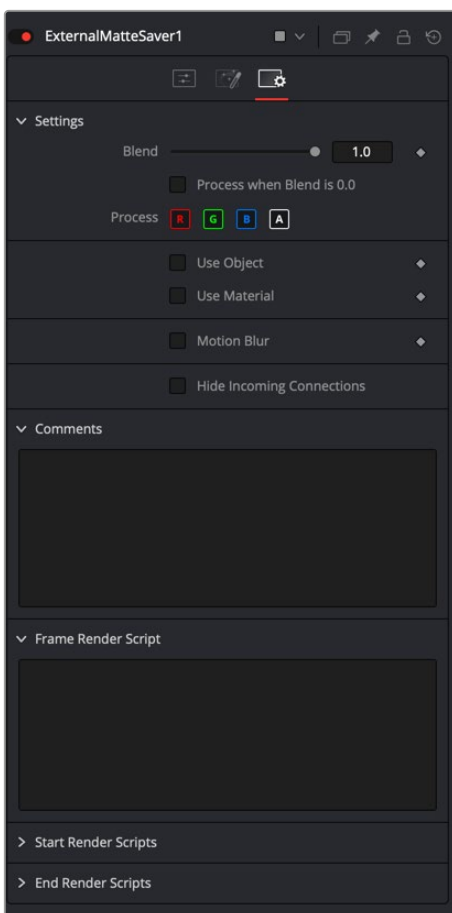 ExternalMatteSaver1
Settings
Blend 1.0
Process when Blend is 0.0
Process R G B A
Use Object
Use Material
Motion Blur
Hide Incoming Connections
Comments
Frame Render Script
Start Render Scripts
End Render Scripts